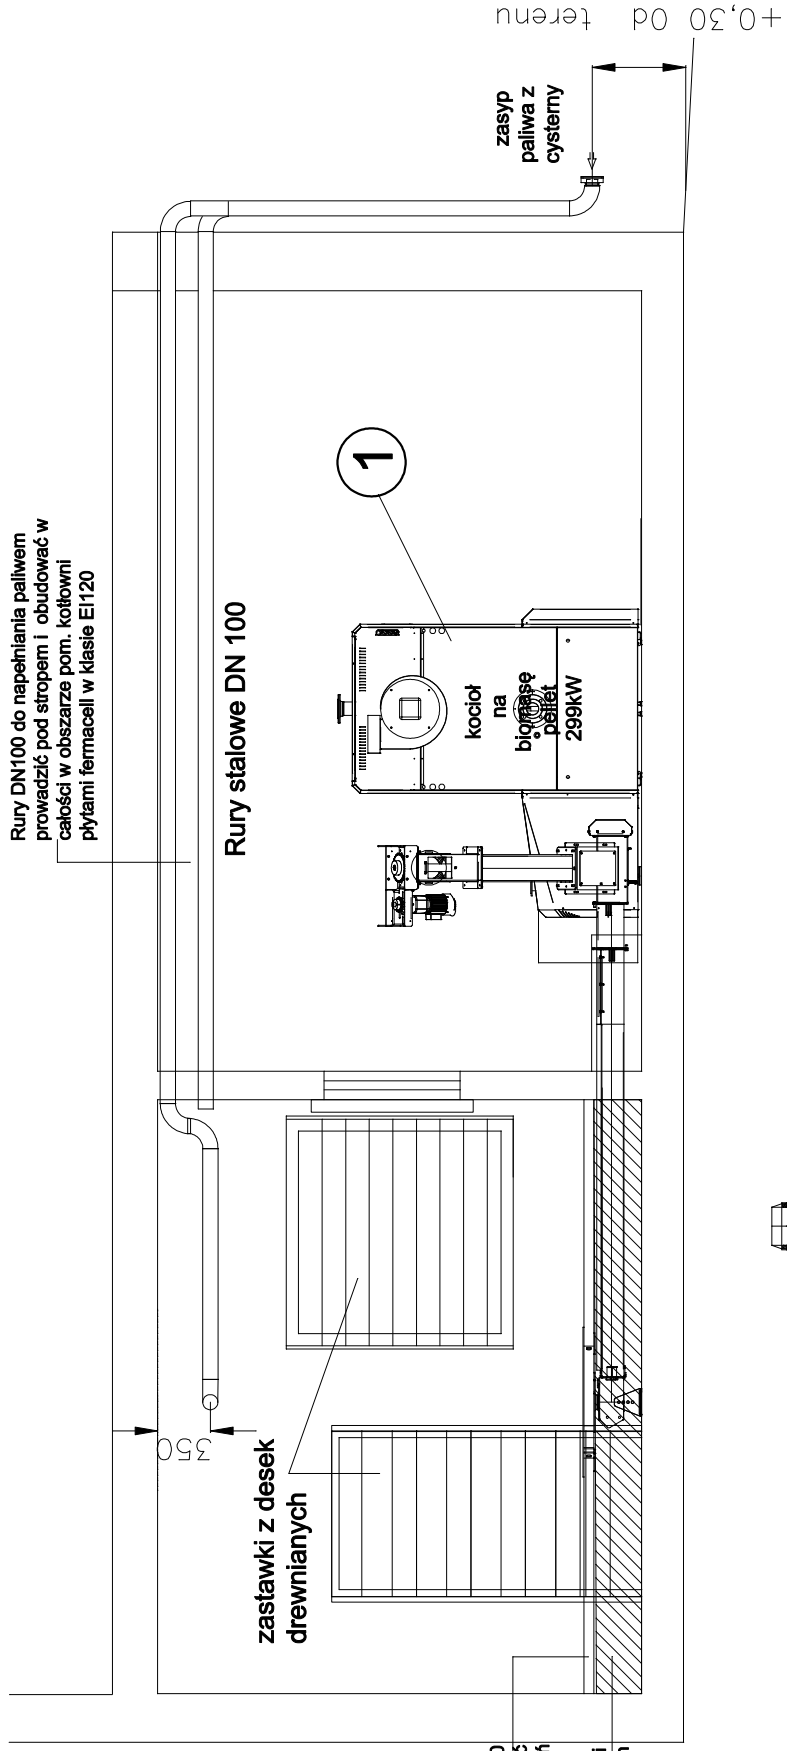 +0,30 od terenu
zasyp
paliwa z
cysterny
Rury DN100 do napełniania paliwem
prowadzić pod stropem i obudować w
całości w obszarze pom. kotłowni
płytami fermacell w klasie EI120
Rury stalowe DN 100
1
kocioł
na
biomasę
pellet
299kW
350
zastawki z desek
drewnianych